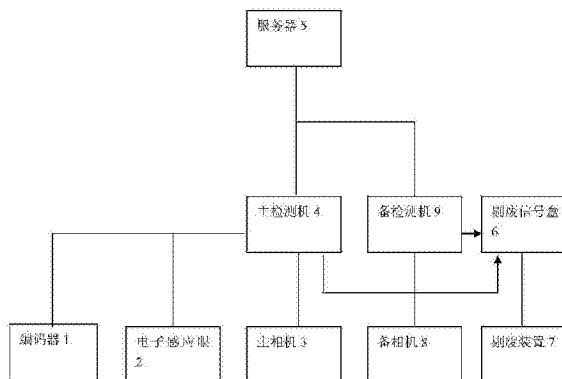 服务器 5
主检测机 4
备检测机 9
剔废信号盒
6
编码器 1
电子感应眼
2
主相机 3
备相机 8
剔废装置 7